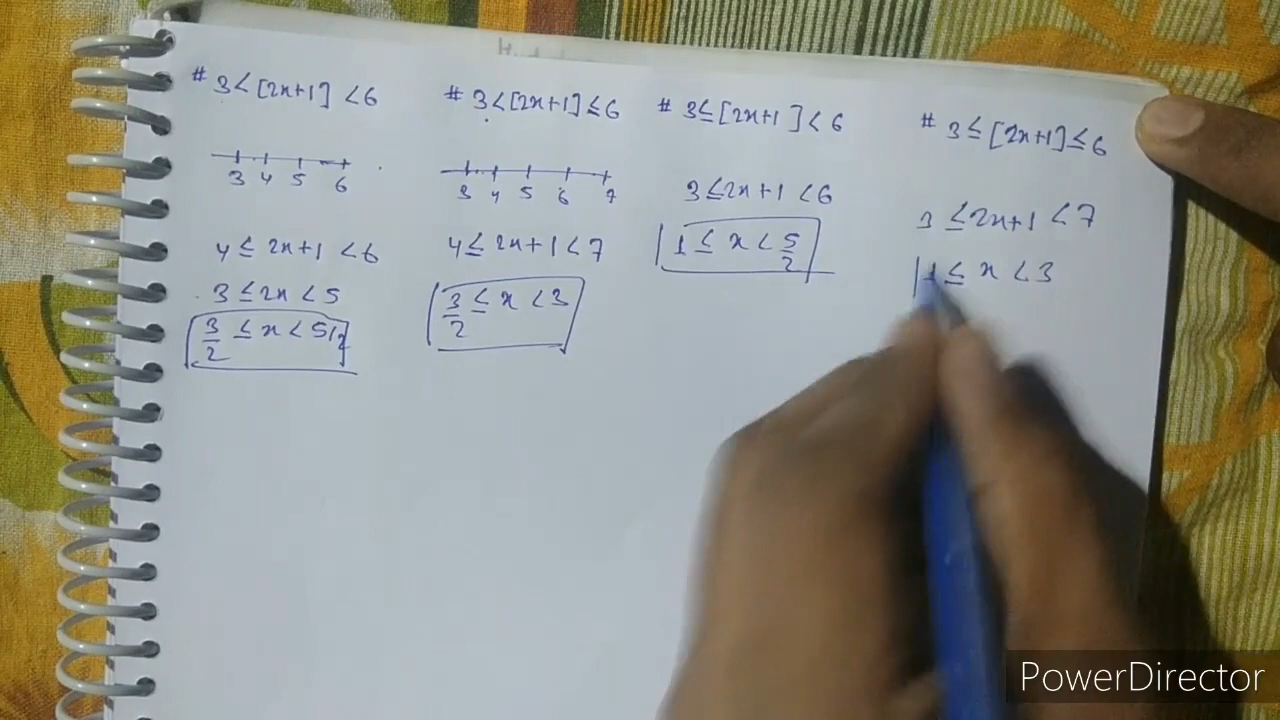 # 3 < [2x+1] < 6
3 4 5 6
4 ≤ 2x+1 < 6
3 ≤ 2x < 5
3/2 ≤ x < 5/2
# 3 < [2x+1] ≤ 6
3 4 5 6 7
4 ≤ 2x+1 < 7
3/2 ≤ x < 3
# 3 ≤ [2x+1] < 6
3 ≤ 2x+1 < 6
1 ≤ x < 5/2
# 3 ≤ [2x+1] ≤ 6
3 ≤ 2x+1 < 7
1 ≤ x < 3
PowerDirector